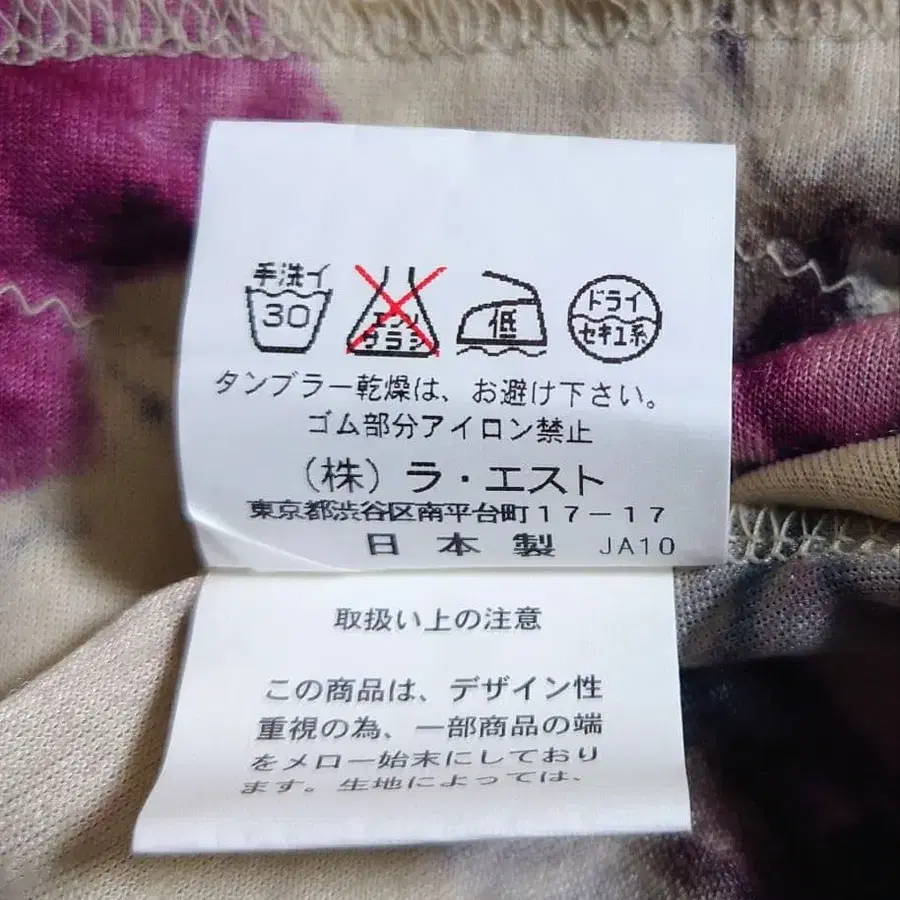 手洗イ
30
エンソ
サラシ
低
ドライ
セキユ系
タンブラー乾燥は、お避け下さい。
ゴム部分アイロン禁止
（株）ラ・エスト
東京都渋谷区南平台町17－17
日本製 JA10
取扱い上の注意
この商品は、デザイン性
重視の為、一部商品の端
をメロー始末にしており
ます。生地によっては、